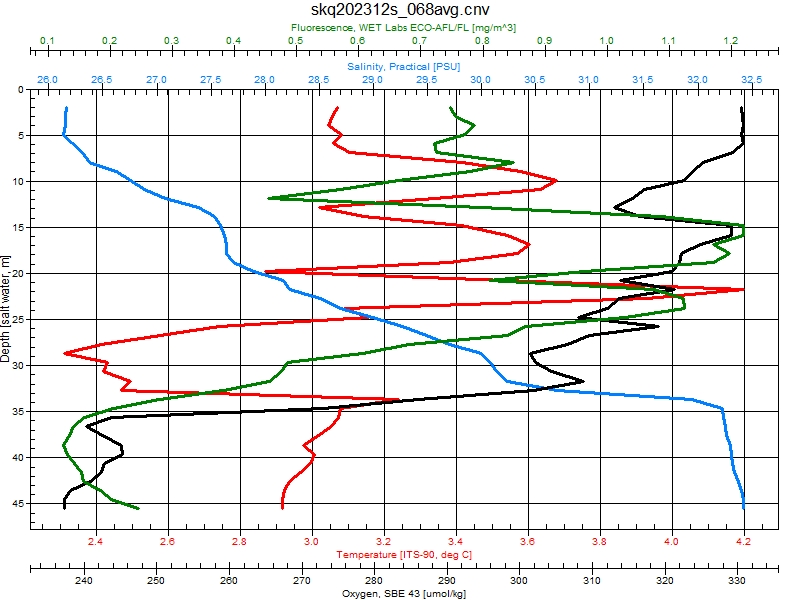 skq202312s_068avg.cnv
Fluorescence, WET Labs ECO-AFL/FL [mg/m^3]
0.1 0.2 0.3 0.4 0.5 0.6 0.7 0.8 0.9 1.0 1.1 1.2
Salinity, Practical [PSU]
26.0 26.5 27.0 27.5 28.0 28.5 29.0 29.5 30.0 30.5 31.0 31.5 32.0 32.5
0
5
10
15
20
25
30
35
40
45
Depth [salt water, m]
2.4 2.6 2.8 3.0 3.2 3.4 3.6 3.8 4.0 4.2
Temperature [ITS-90, deg C]
240 250 260 270 280 290 300 310 320 330
Oxygen, SBE 43 [umol/kg]